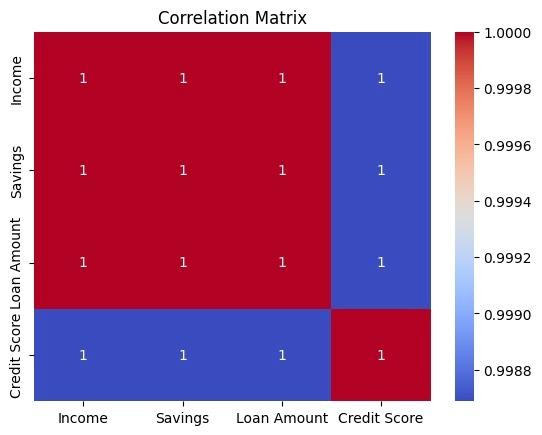 Correlation Matrix
Income 1 1 1 1
Savings 1 1 1 1
Loan Amount 1 1 1 1
Credit Score 1 1 1 1
Income Savings Loan Amount Credit Score
1.0000
0.9998
0.9996
0.9994
0.9992
0.9990
0.9988